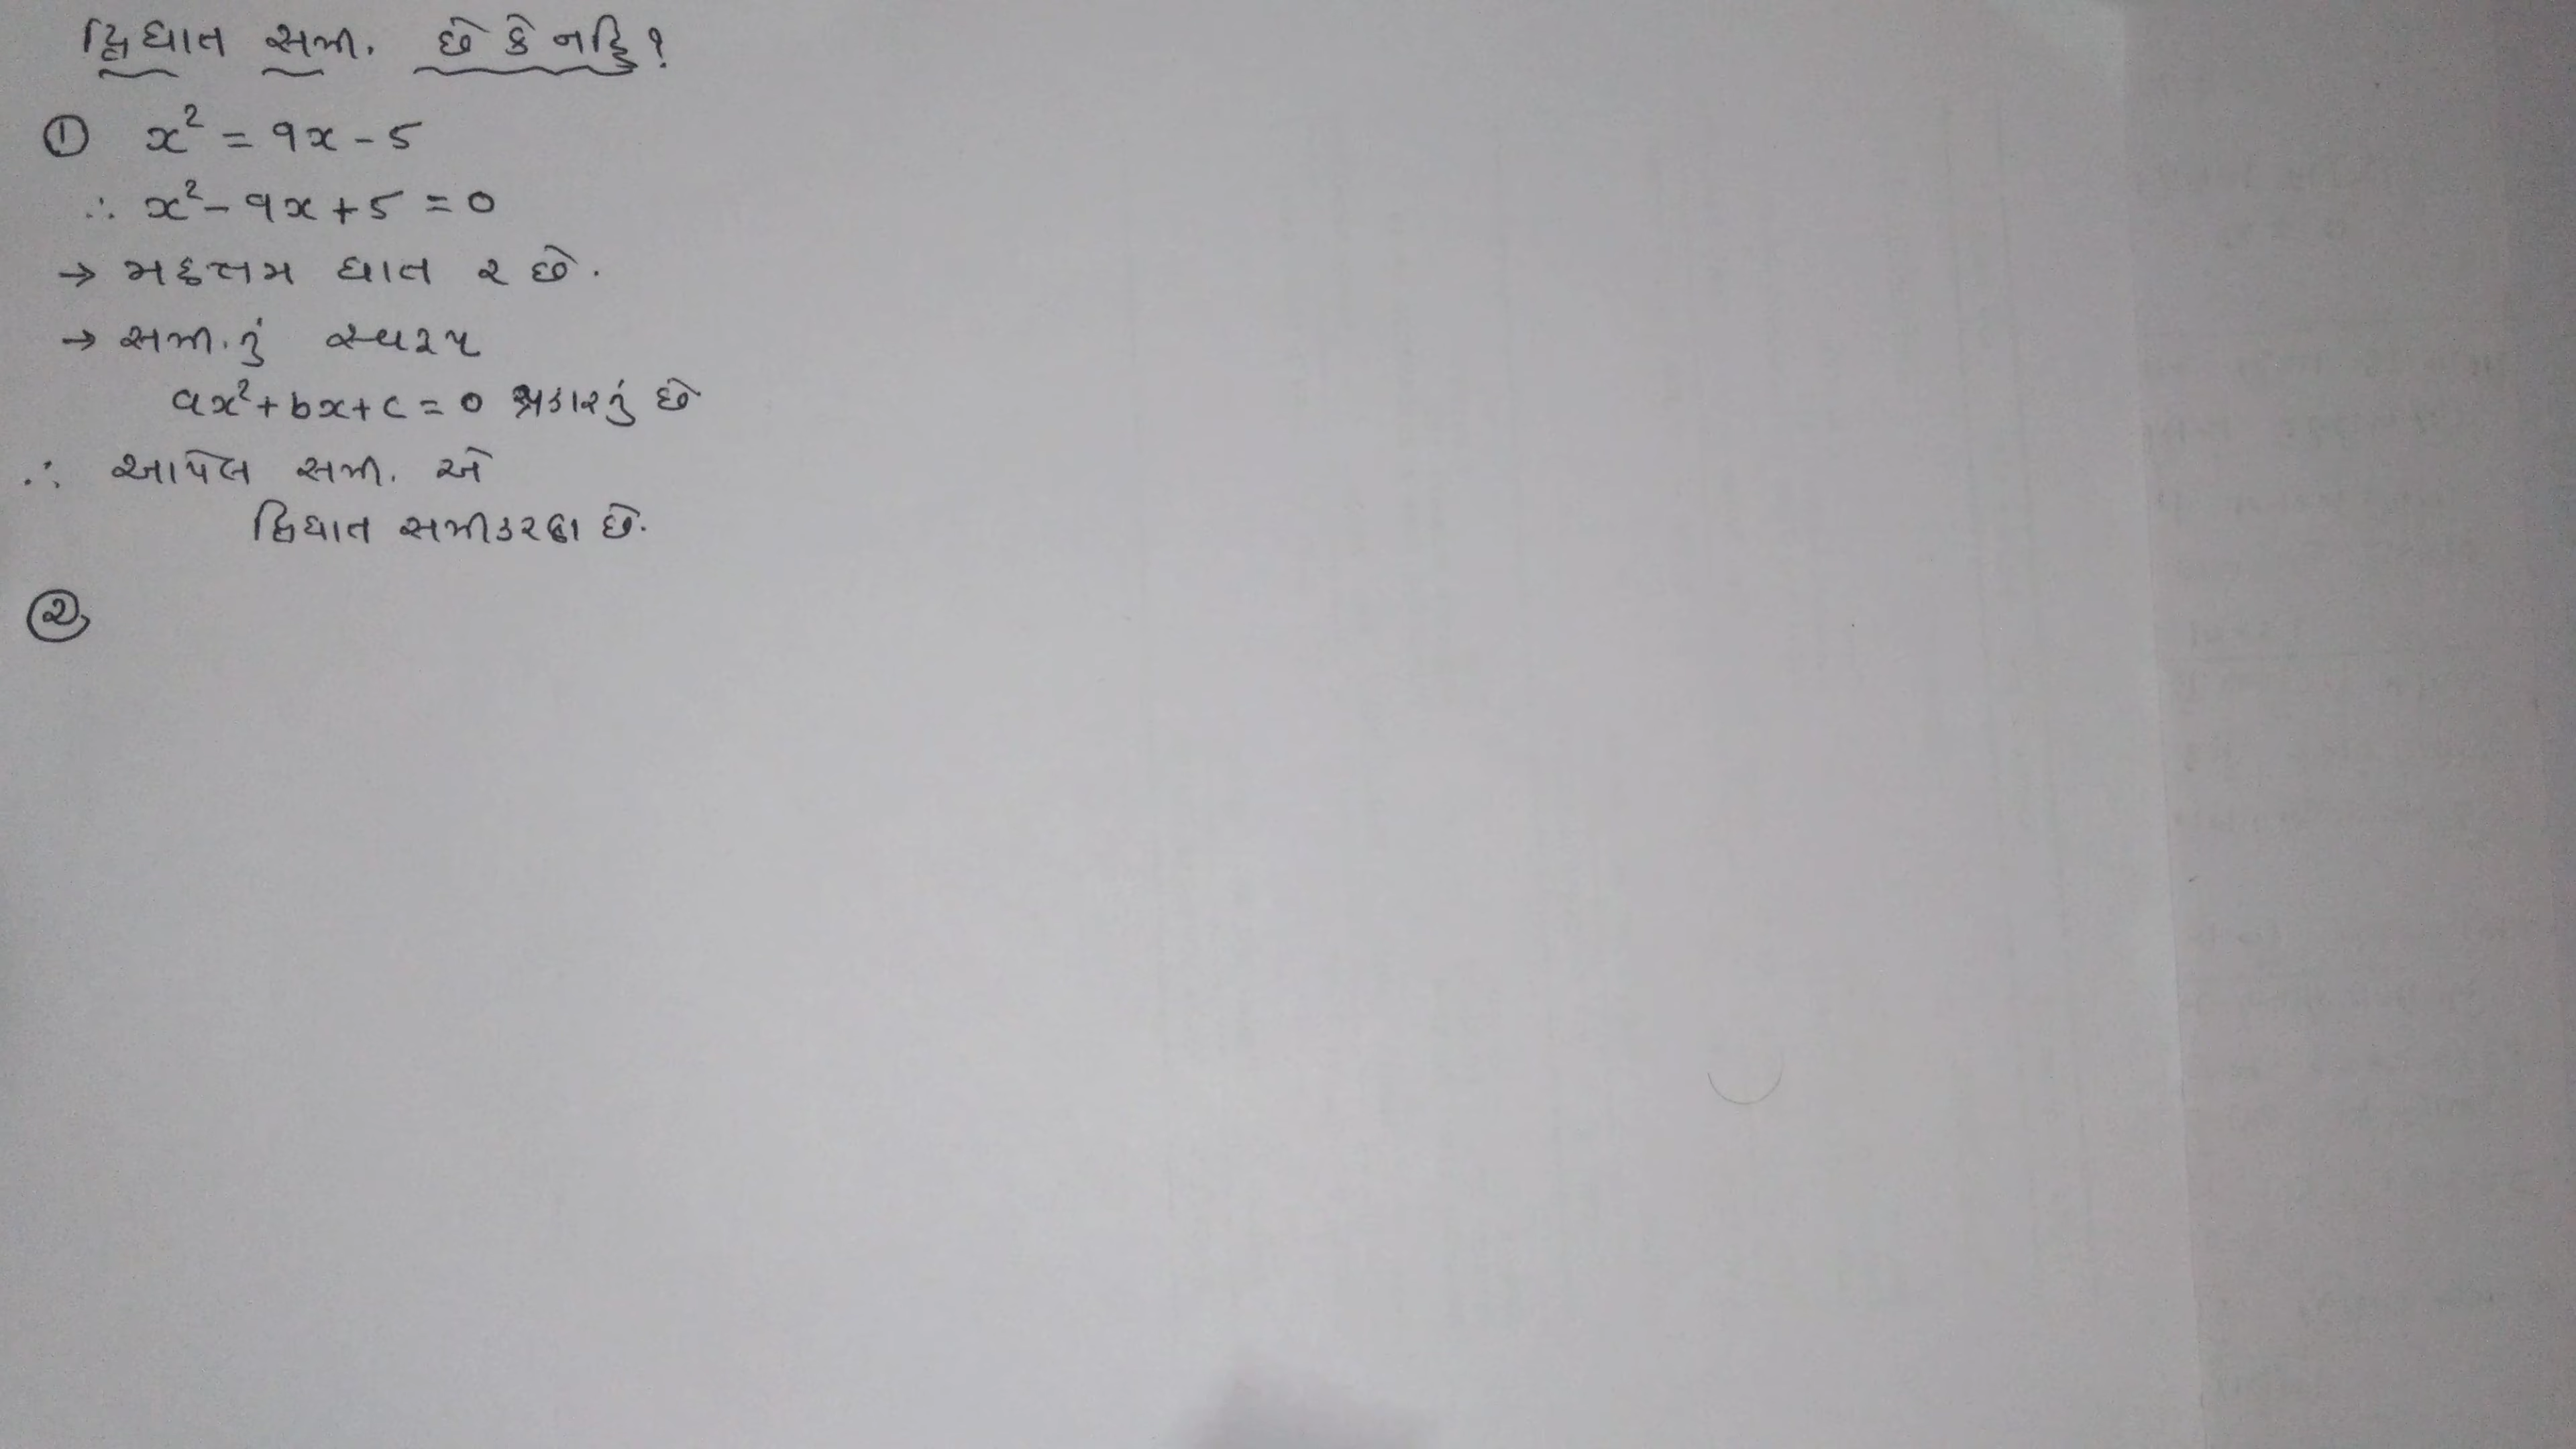 દ્વિઘાત સમી. છે કે નહિ?
① x² = 9x - 5
∴ x² - 9x + 5 = 0
→ મહત્તમ ઘાત ૨ છે.
→ સમી.નું સ્વરૂપ
ax² + bx + c = 0 પ્રકારનું છે
∴ આપેલ સમી. એ
દ્વિઘાત સમીકરણ છે.
②